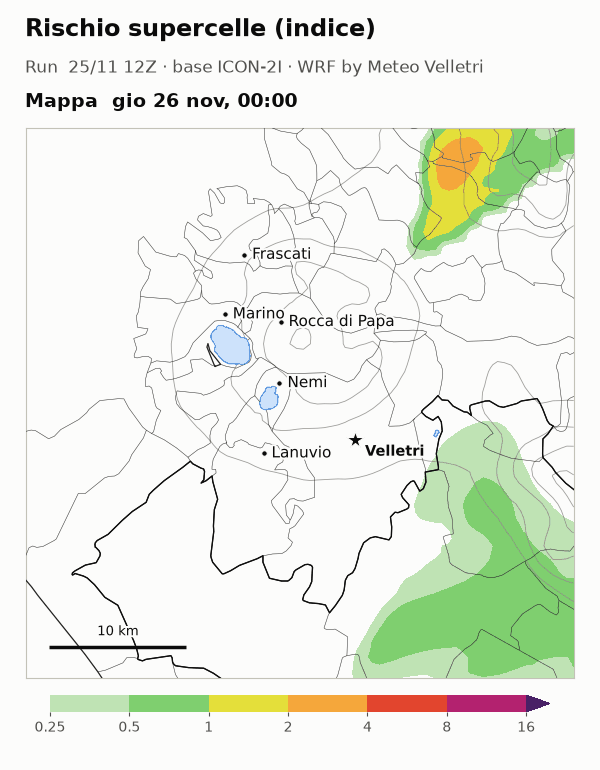 Rischio supercelle (indice)
Run  25/11 12Z · base ICON-2I · WRF by Meteo Velletri
Mappa  gio 26 nov, 00:00
Frascati
Marino
Rocca di Papa
Nemi
Velletri
Lanuvio
10 km
0.25 0.5 1 2 4 8 16